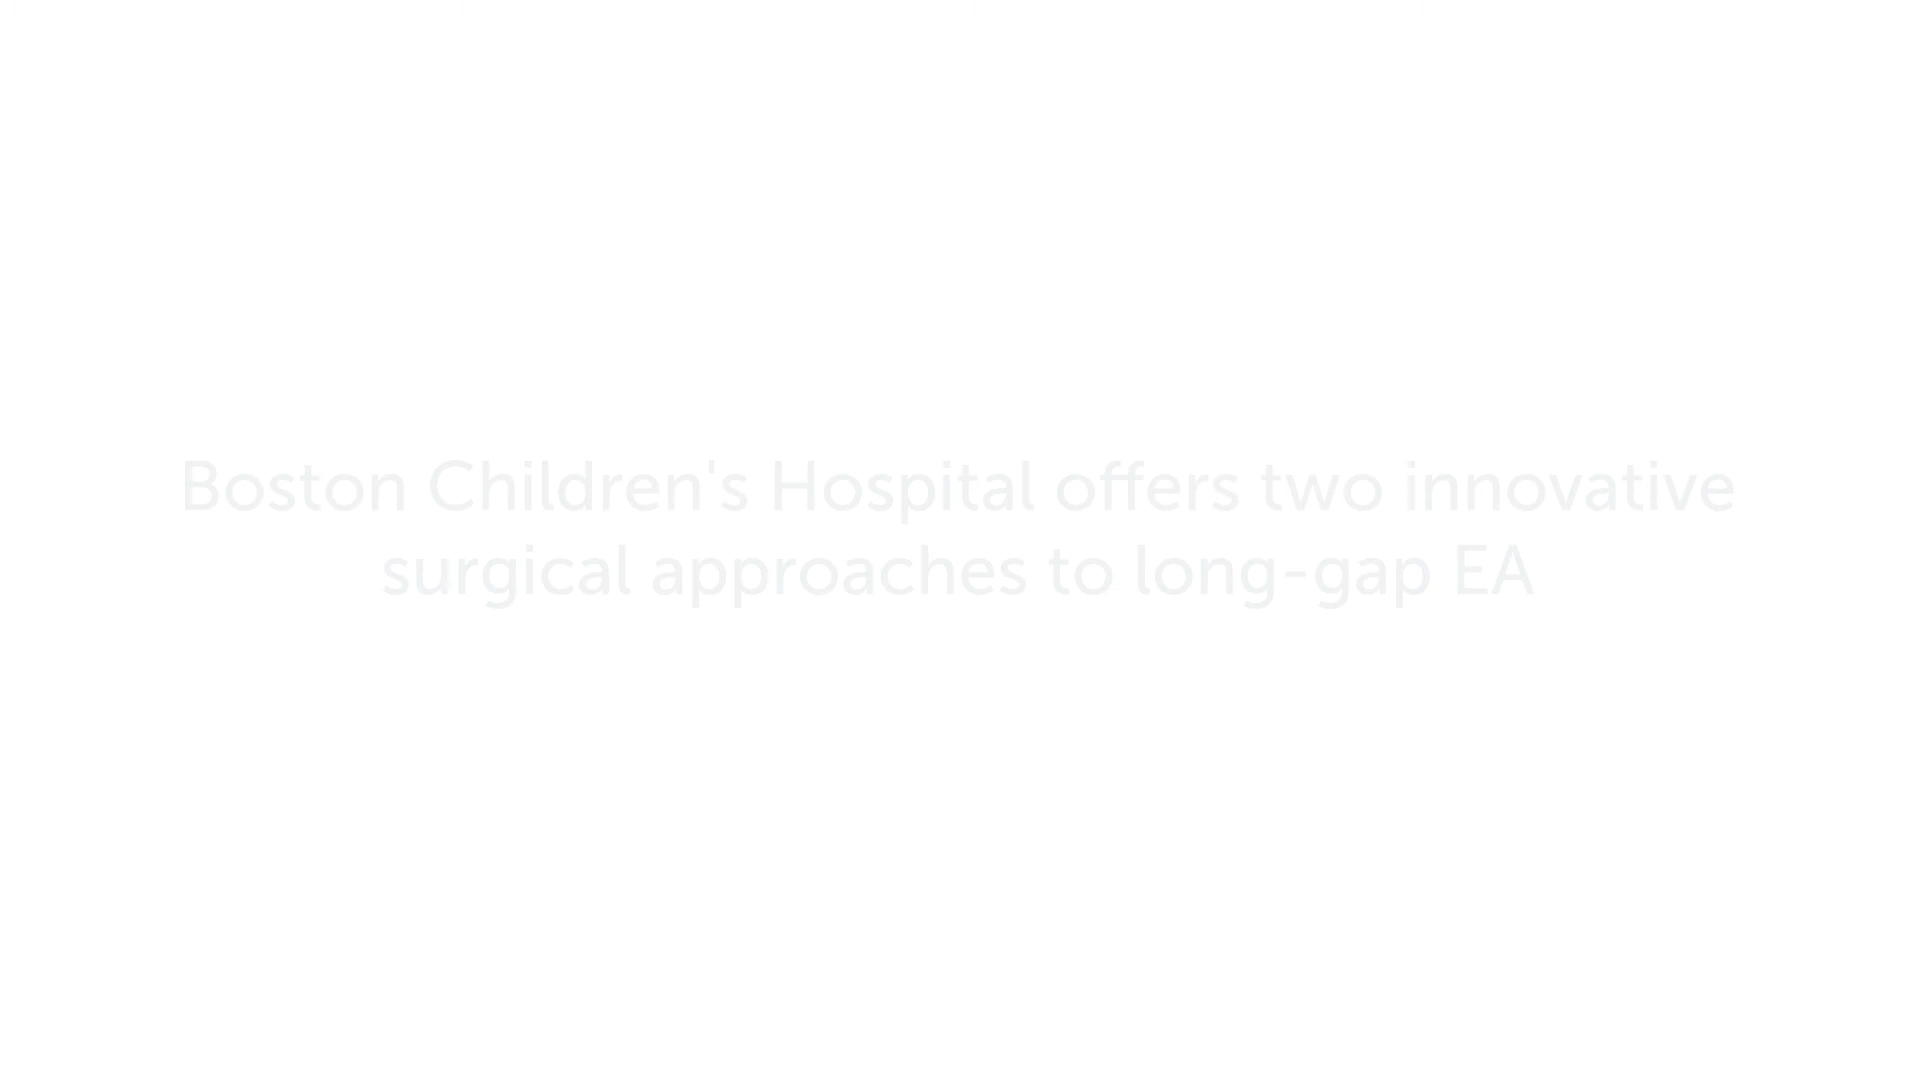 Boston Children's Hospital offers two innovative
surgical approaches to long-gap EA